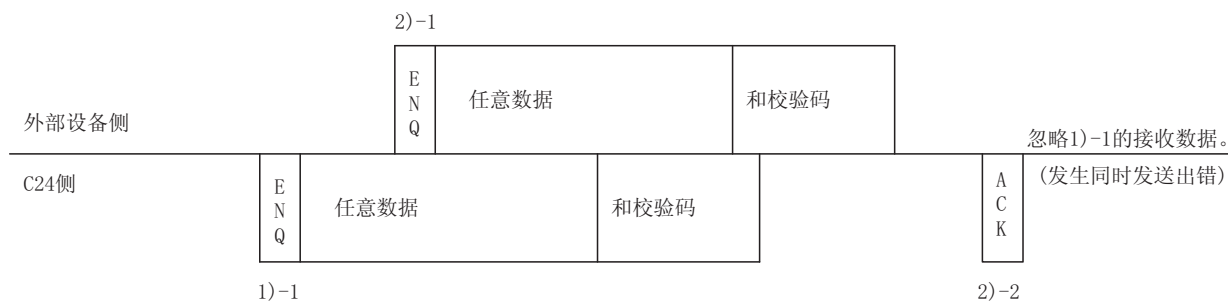 2)-1
E
N
Q
任意数据
和校验码
外部设备侧
忽略1)-1的接收数据。
C24侧
(发生同时发送出错)
E
N
Q
任意数据
和校验码
A
C
K
1)-1
2)-2